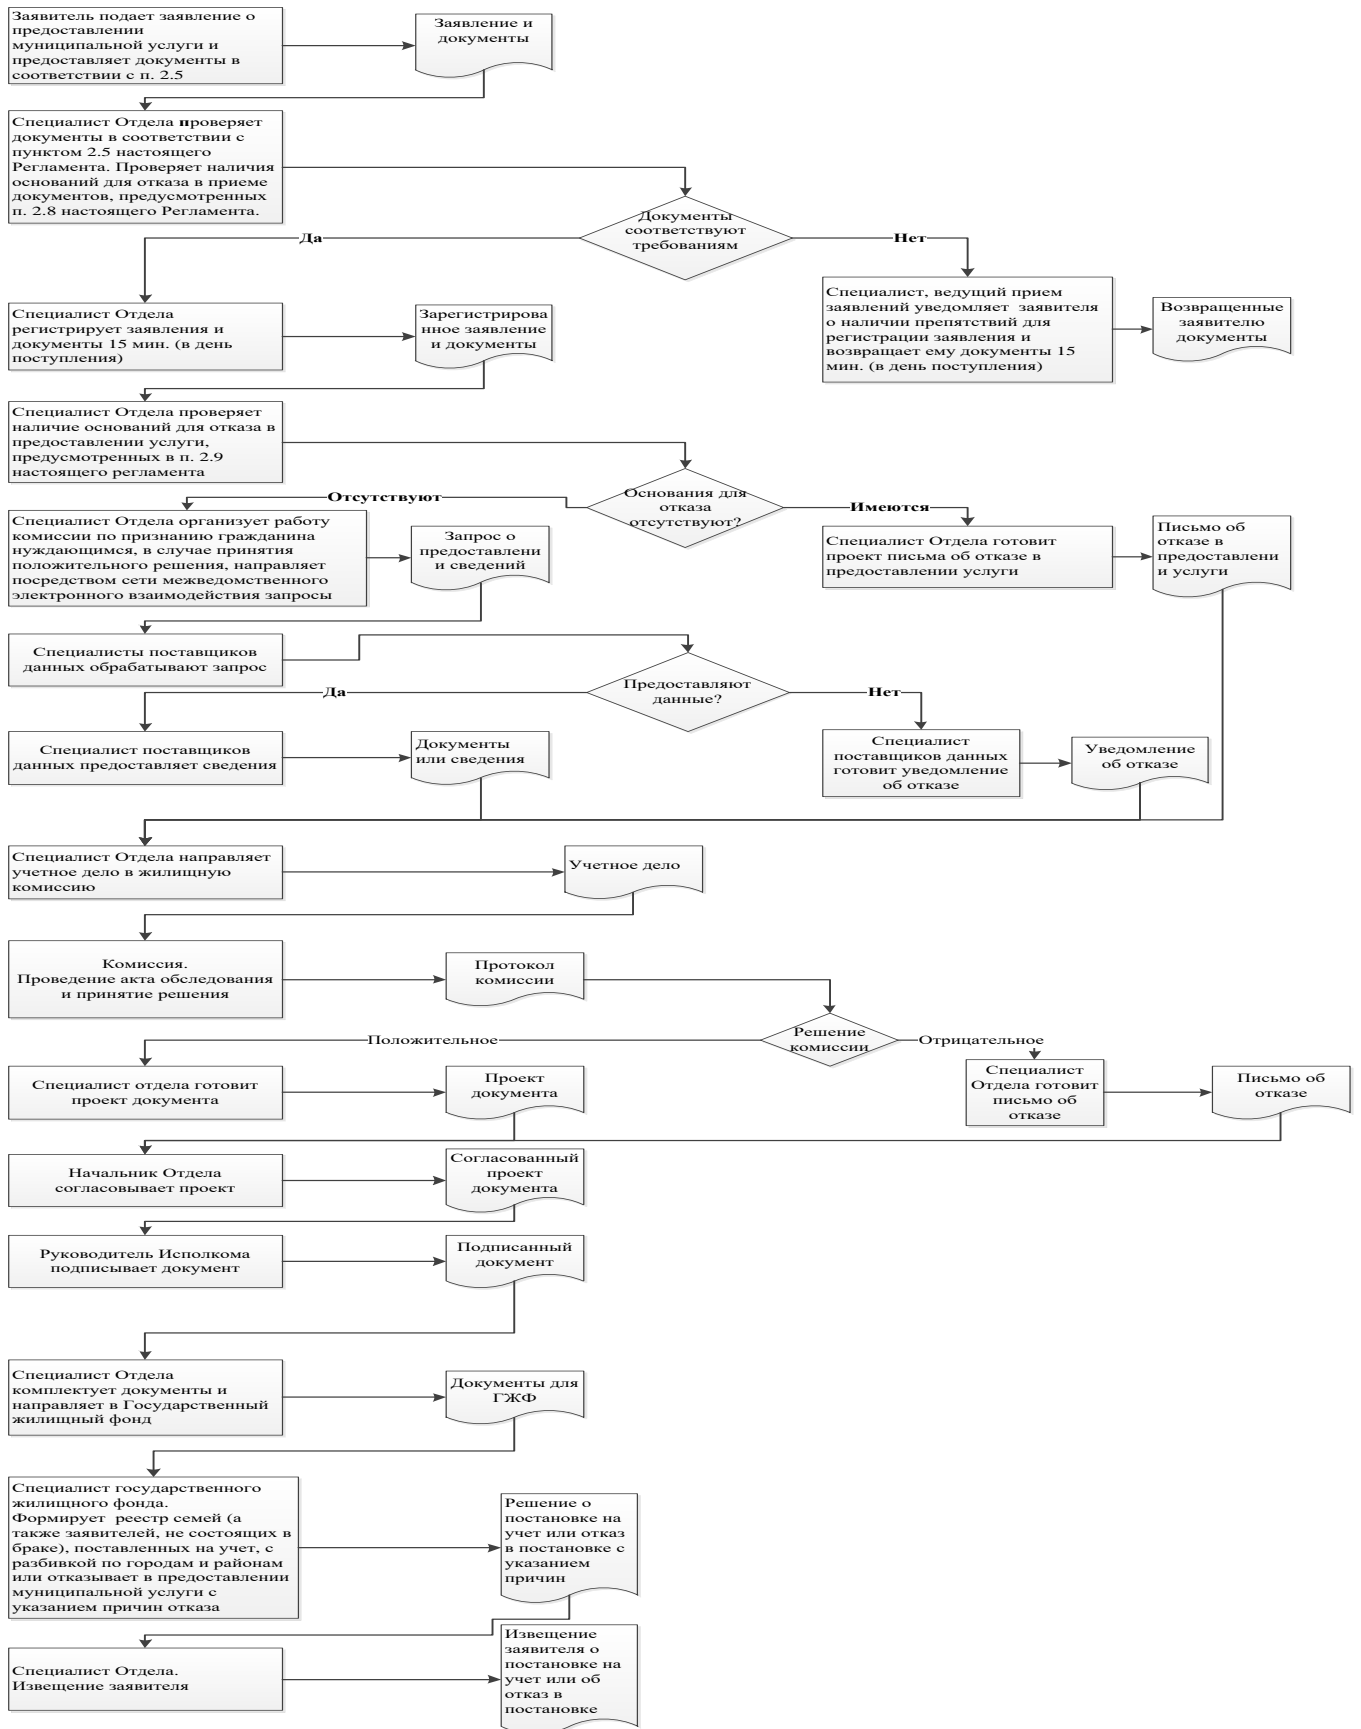 Заявитель подает заявление о
предоставлении
муниципальной услуги и
предоставляет документы в
соответствии с п. 2.5
Заявление и
документы
Специалист Отдела проверяет
документы в соответствии с
пунктом 2.5 настоящего
Регламента. Проверяет наличия
оснований для отказа в приеме
документов, предусмотренных
п. 2.8 настоящего Регламента.
Документы
соответствуют
требованиям
Да
Нет
Специалист Отдела
регистрирует заявления и
документы 15 мин. (в день
поступления)
Зарегистрирова
нное заявление
и документы
Специалист, ведущий прием
заявлений уведомляет заявителя
о наличии препятствий для
регистрации заявления и
возвращает ему документы 15
мин. (в день поступления)
Возвращенные
заявителю
документы
Специалист Отдела проверяет
наличие оснований для отказа в
предоставлении услуги,
предусмотренных в п. 2.9
настоящего регламента
Основания для
отказа
отсутствуют?
Отсутствуют
Имеются
Специалист Отдела организует работу
комиссии по признанию гражданина
нуждающимся, в случае принятия
положительного решения, направляет
посредством сети межведомственного
электронного взаимодействия запросы
Запрос о
предоставлени
и сведений
Специалист Отдела готовит
проект письма об отказе в
предоставлении услуги
Письмо об
отказе в
предоставлени
и услуги
Специалисты поставщиков
данных обрабатывают запрос
Предоставляют
данные?
Да
Нет
Специалист поставщиков
данных предоставляет сведения
Документы
или сведения
Специалист
поставщиков данных
готовит уведомление
об отказе
Уведомление
об отказе
Специалист Отдела направляет
учетное дело в жилищную
комиссию
Учетное дело
Комиссия.
Проведение акта обследования
и принятие решения
Протокол
комиссии
Решение
комиссии
Положительное
Отрицательное
Специалист отдела готовит
проект документа
Проект
документа
Специалист
Отдела готовит
письмо об
отказе
Письмо об
отказе
Начальник Отдела
согласовывает проект
Согласованный
проект
документа
Руководитель Исполкома
подписывает документ
Подписанный
документ
Специалист Отдела
комплектует документы и
направляет в Государственный
жилищный фонд
Документы для
ГЖФ
Специалист государственного
жилищного фонда.
Формирует реестр семей (а
также заявителей, не состоящих в
браке), поставленных на учет, с
разбивкой по городам и районам
или отказывает в предоставлении
муниципальной услуги с
указанием причин отказа
Решение о
постановке на
учет или отказ
в постановке с
указанием
причин
Специалист Отдела.
Извещение заявителя
Извещение
заявителя о
постановке на
учет или об
отказ в
постановке